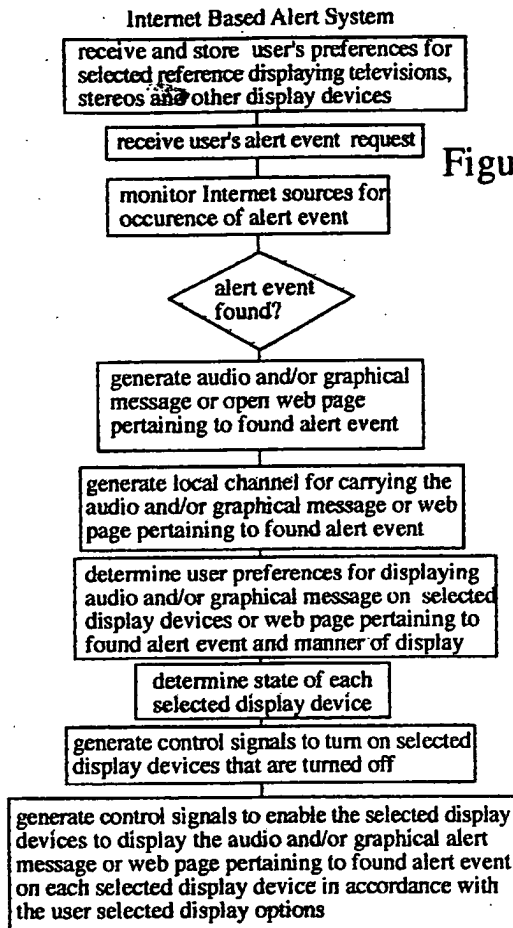 Internet Based Alert System
receive and store user's preferences for
selected reference displaying televisions,
stereos and other display devices
receive user's alert event request
Figu
monitor Internet sources for
occurence of alert event
alert event
found?
generate audio and/or graphical
message or open web page
pertaining to found alert event
generate local channel for carrying the
audio and/or graphical message or web
page pertaining to found alert event
determine user preferences for displaying
audio and/or graphical message on selected
display devices or web page pertaining to
found alert event and manner of display
determine state of each
selected display device
generate control signals to turn on selected
display devices that are turned off
generate control signals to enable the selected display
devices to display the audio and/or graphical alert
message or web page pertaining to found alert event
on each selected display device in accordance with
the user selected display options